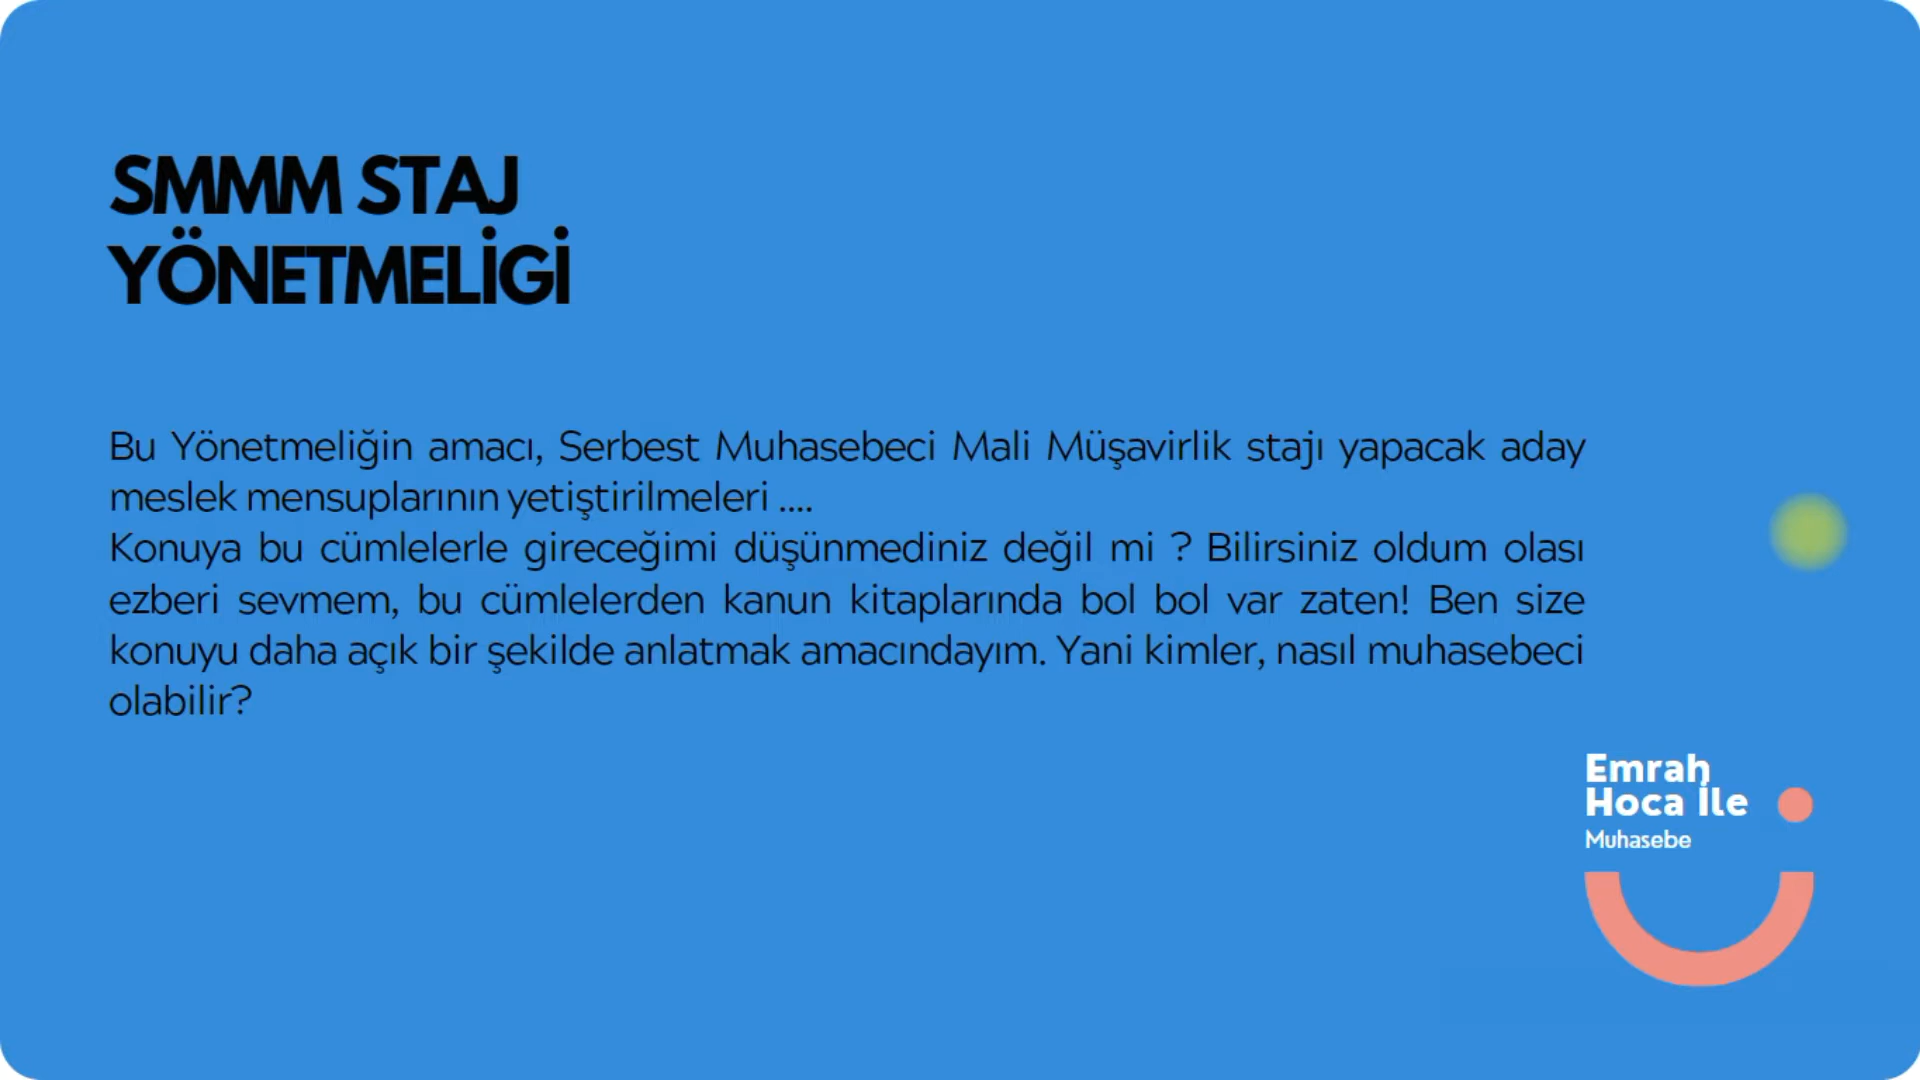 SMMM STAJ
YÖNETMELİGİ
Bu Yönetmeliğin amacı, Serbest Muhasebeci Mali Müşavirlik stajı yapacak aday
meslek mensuplarının yetiştirilmeleri ....
Konuya bu cümlelerle gireceğimi düşünmediniz değil mi ? Bilirsiniz oldum olası
ezberi sevmem, bu cümlelerden kanun kitaplarında bol bol var zaten! Ben size
konuyu daha açık bir şekilde anlatmak amacındayım. Yani kimler, nasıl muhasebeci
olabilir?
Emrah
Hoca İle
Muhasebe